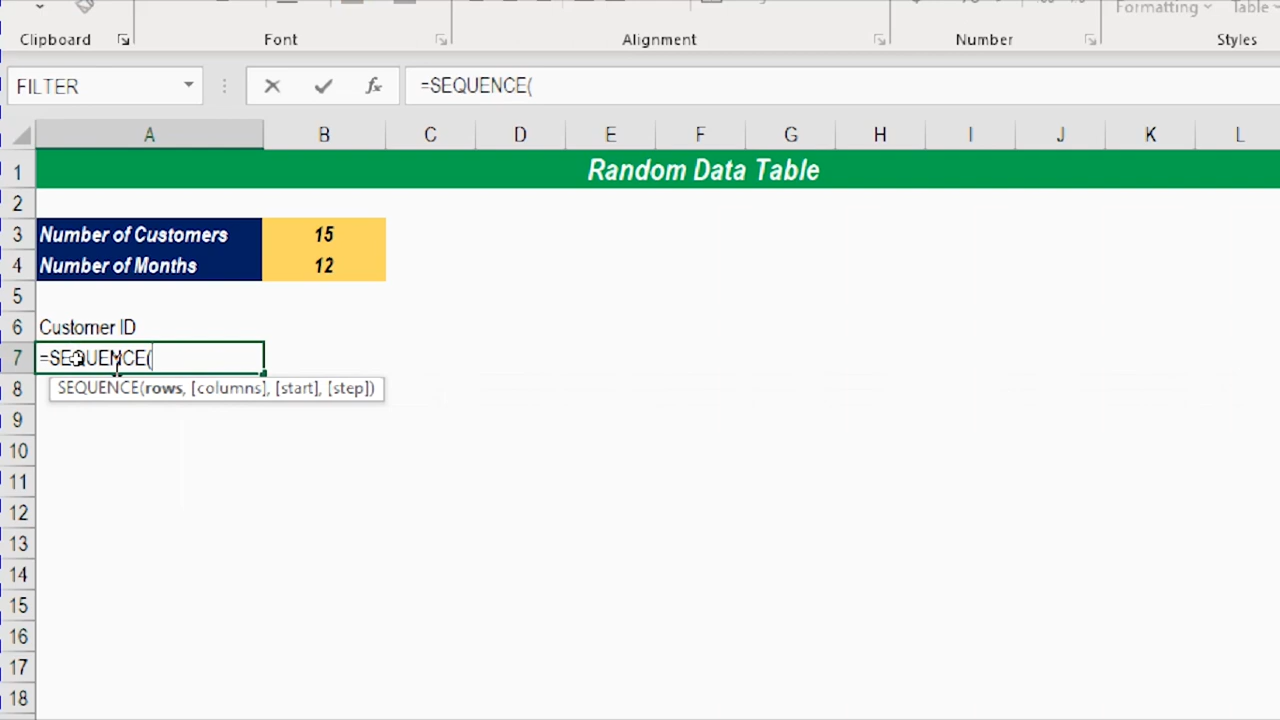 Formatting Table
Clipboard Font Alignment Number Styles
FILTER fx =SEQUENCE(
A B C D E F G H I J K L
1 Random Data Table
2
3 Number of Customers 15
4 Number of Months 12
5
6 Customer ID
7 =SEQUENCE(
8 SEQUENCE(rows, [columns], [start], [step])
9
10
11
12
13
14
15
16
17
18